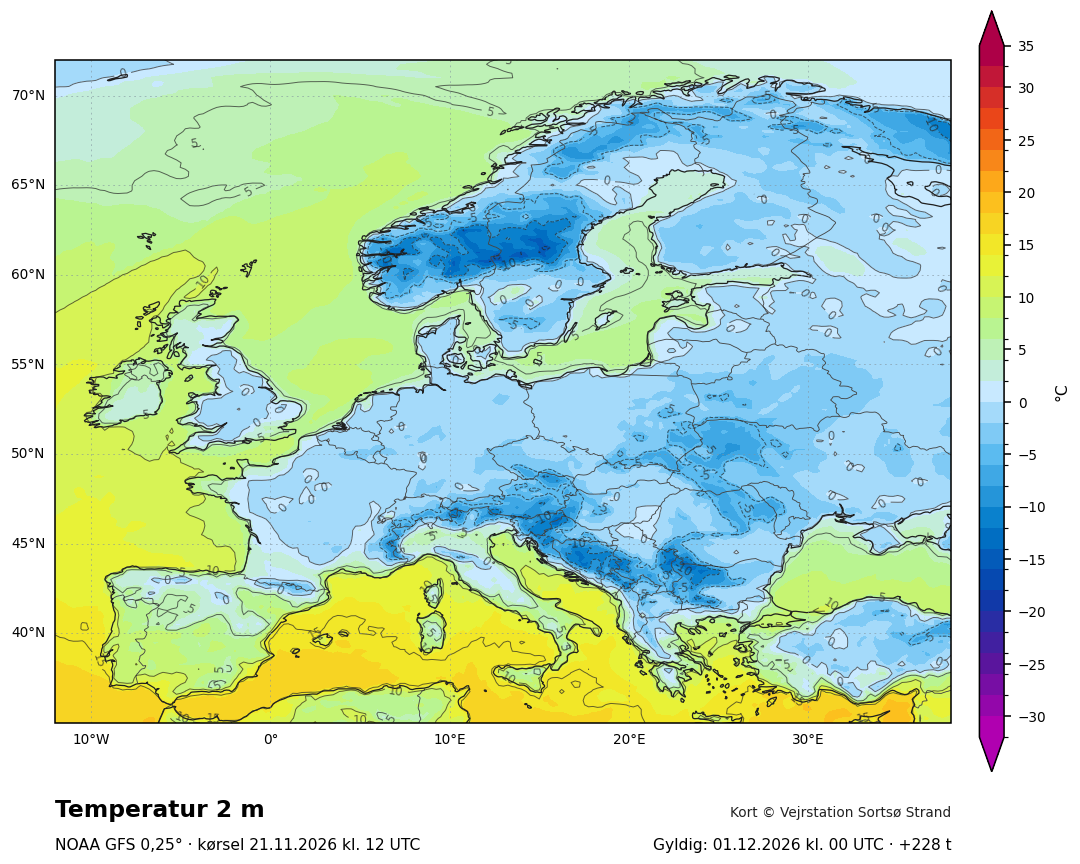 35
30
25
20
15
10
5
0
−5
−10
−15
−20
−25
−30
°C
70°N
65°N
60°N
55°N
50°N
45°N
40°N
10°W
0°
10°E
20°E
30°E
Temperatur 2 m
Kort © Vejrstation Sortsø Strand
NOAA GFS 0,25° · kørsel 21.11.2026 kl. 12 UTC
Gyldig: 01.12.2026 kl. 00 UTC · +228 t